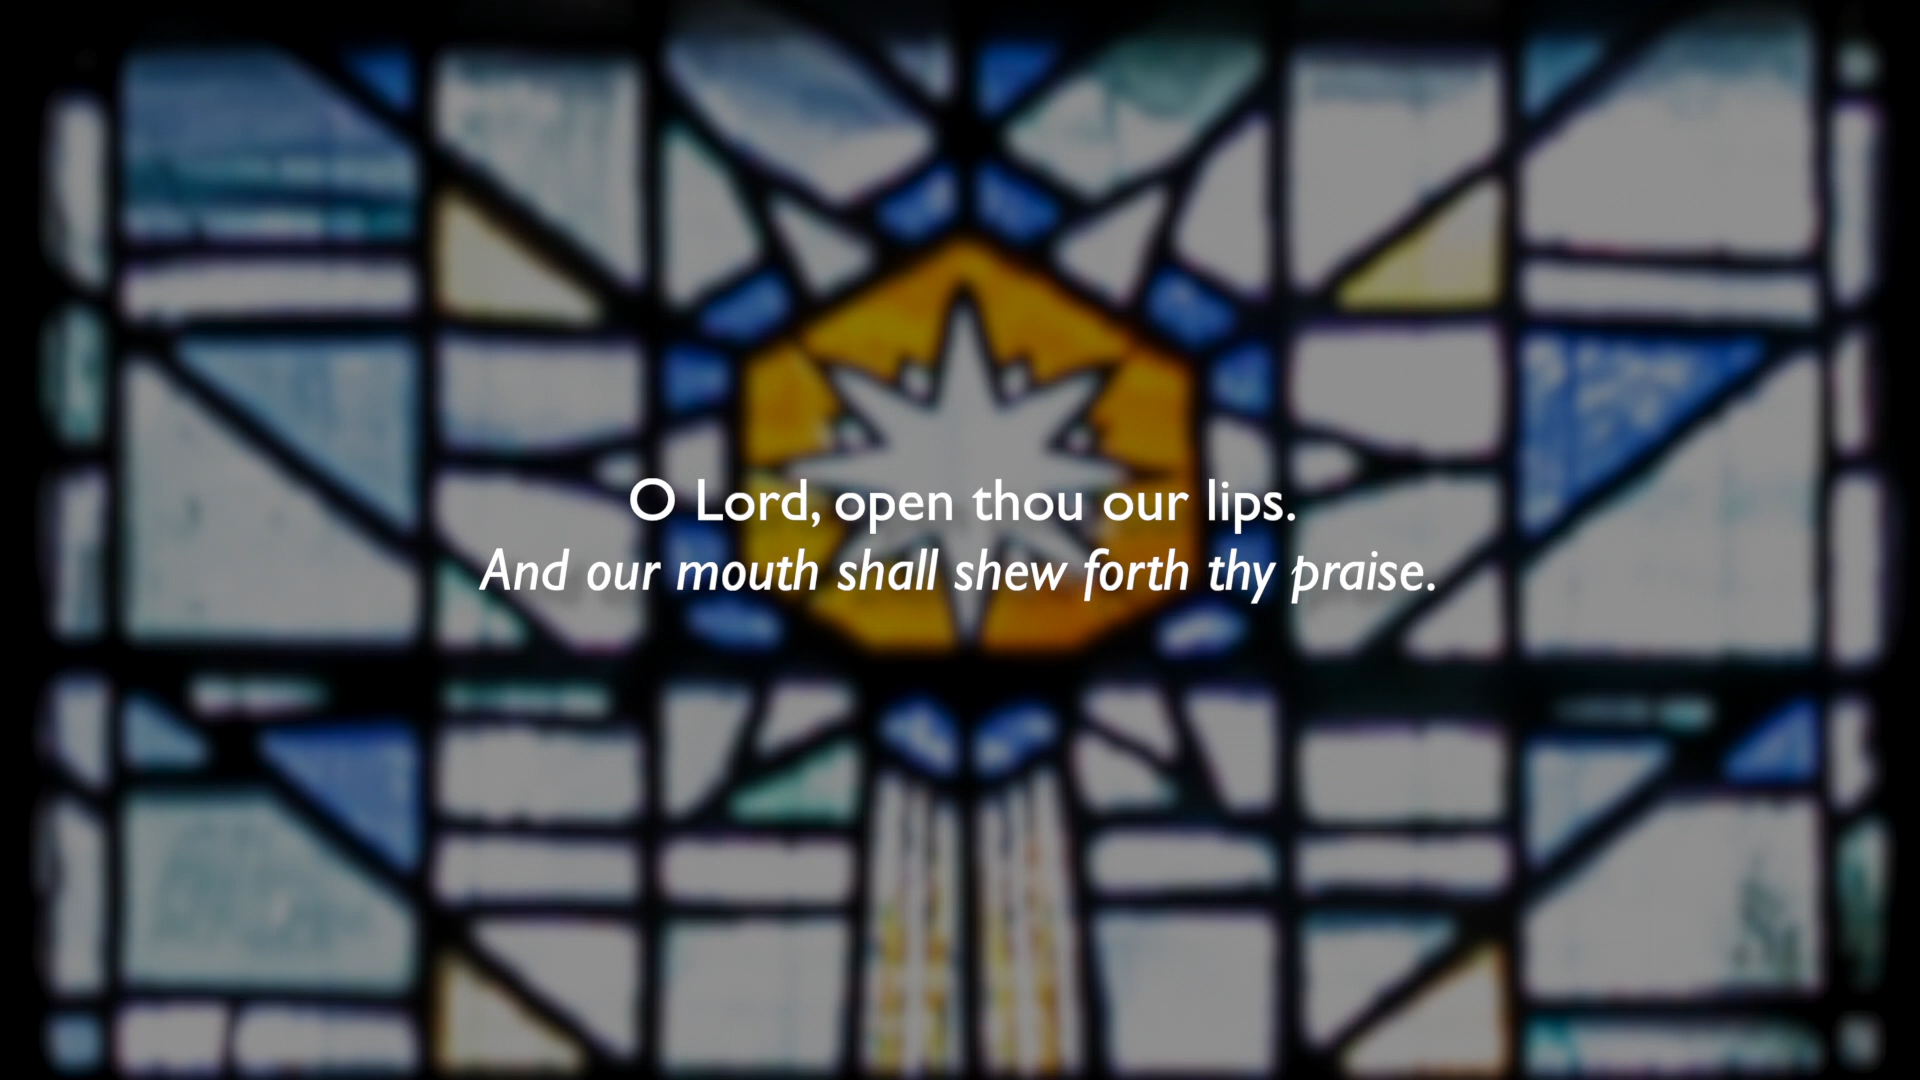 O Lord, open thou our lips.
And our mouth shall shew forth thy praise.